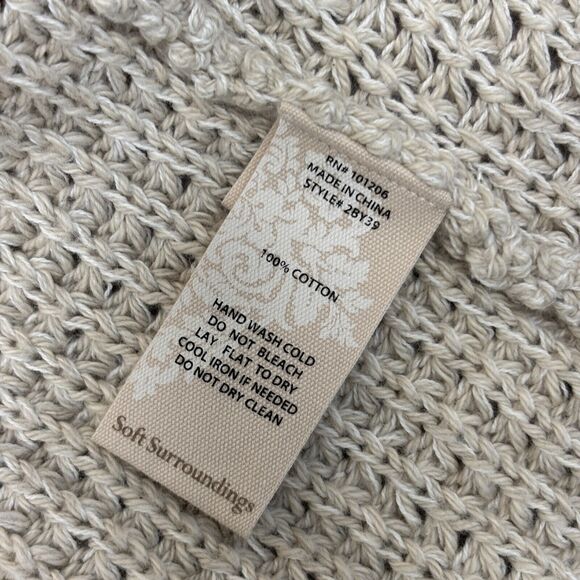 RN# 101206
MADE IN CHINA
STYLE# 2BY39
100% COTTON
HAND WASH COLD
DO NOT BLEACH
LAY FLAT TO DRY
COOL IRON IF NEEDED
DO NOT DRY CLEAN
Soft Surroundings